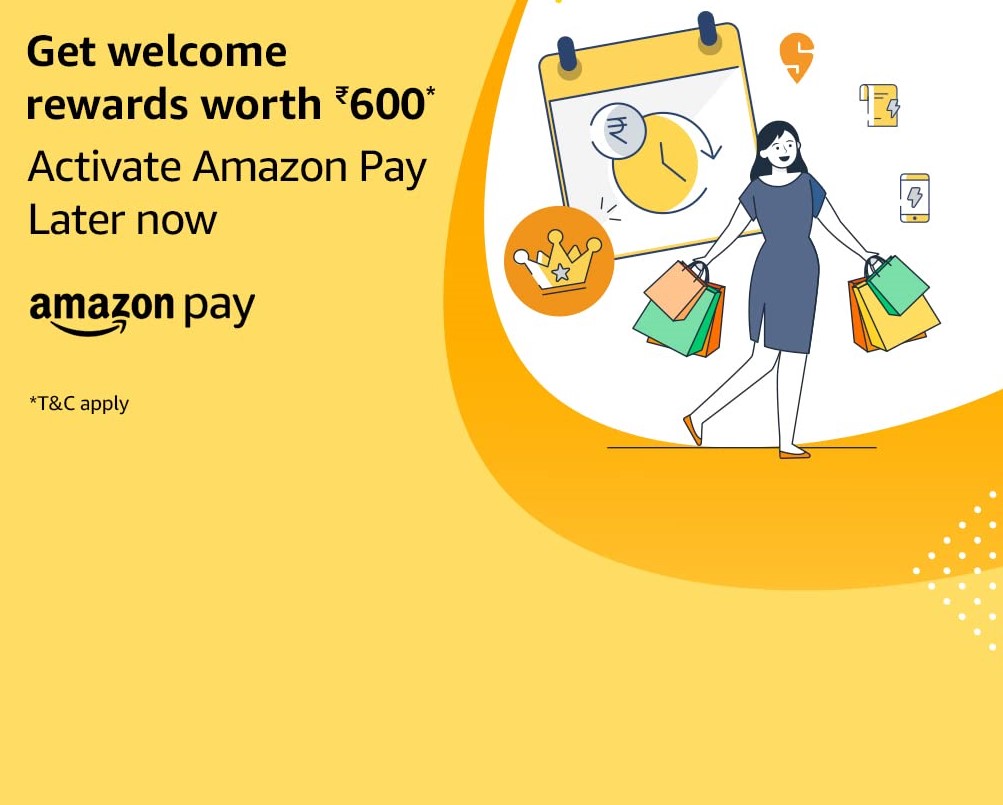 Get welcome
rewards worth ₹600*
Activate Amazon Pay
Later now
amazon pay
*T&C apply
₹